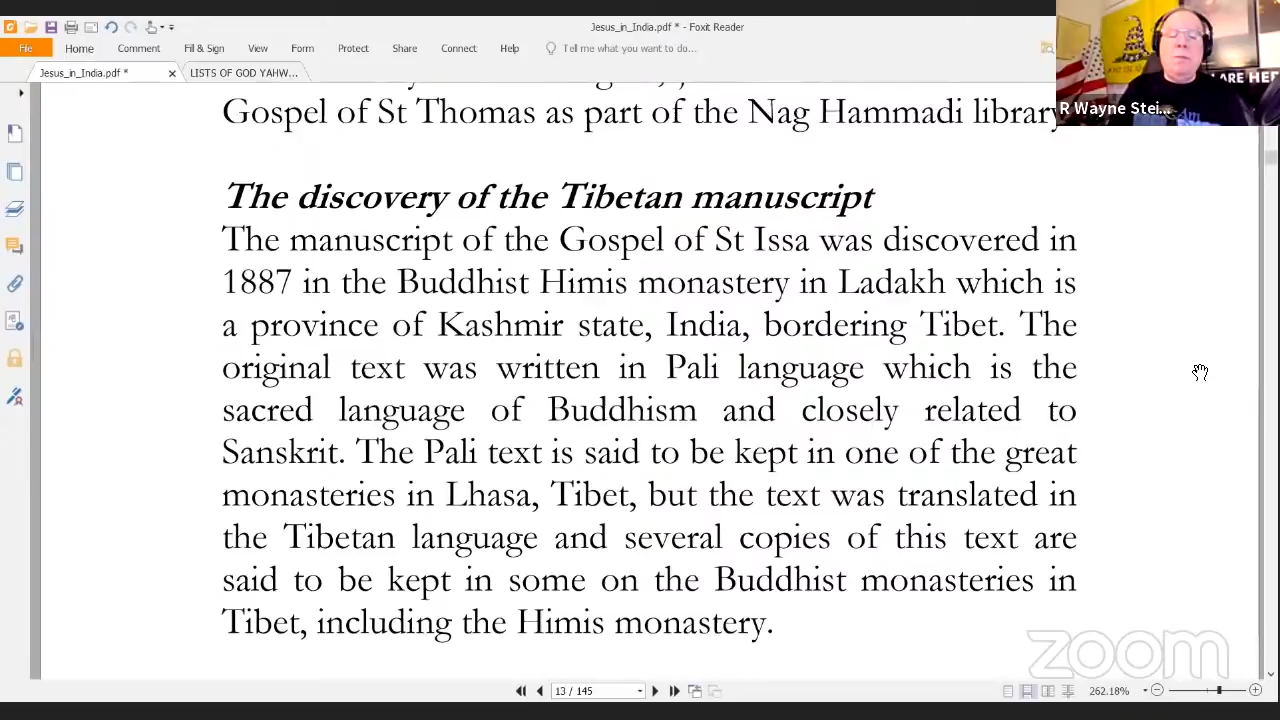 Jesus_in_India.pdf * - Foxit Reader
File Home Comment Fill & Sign View Form Protect Share Connect Help Tell me what you want to do...
Jesus_in_India.pdf * LISTS OF GOD YAHW...
ARE HE
R Wayne Stei...
Gospel of St Thomas as part of the Nag Hammadi library
The discovery of the Tibetan manuscript
The manuscript of the Gospel of St Issa was discovered in
1887 in the Buddhist Himis monastery in Ladakh which is
a province of Kashmir state, India, bordering Tibet. The
original text was written in Pali language which is the
sacred language of Buddhism and closely related to
Sanskrit. The Pali text is said to be kept in one of the great
monasteries in Lhasa, Tibet, but the text was translated in
the Tibetan language and several copies of this text are
said to be kept in some on the Buddhist monasteries in
Tibet, including the Himis monastery.
zoom
13 / 145
262.18%